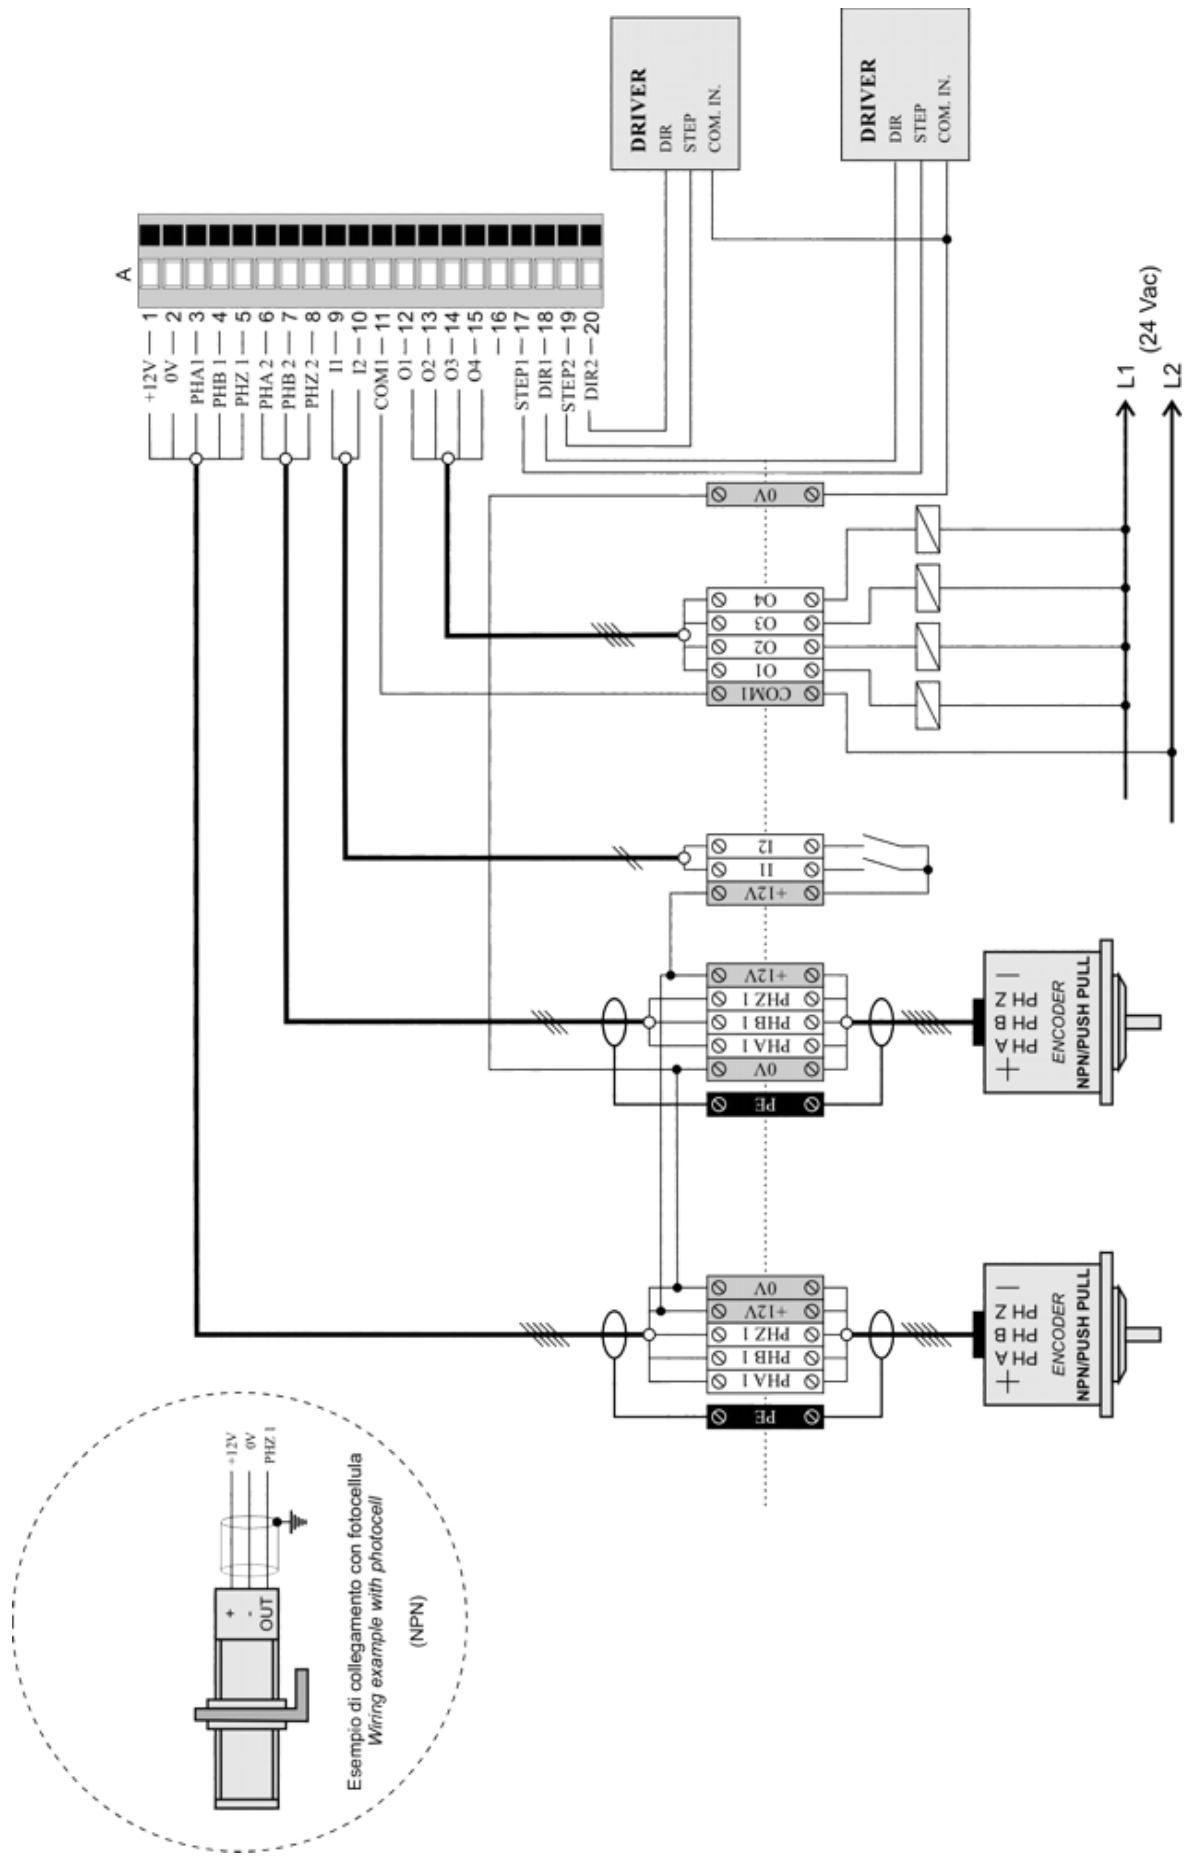 DRIVER
DIR
STEP
COM. IN.
DRIVER
DIR
STEP
COM. IN.
A
+12V 1
0V 2
PHA1 3
PHB 1 4
PHZ 1 5
PHA 2 6
PHB 2 7
PHZ 2 8
I1 9
I2 10
COM1 11
O1 12
O2 13
O3 14
O4 15
16
STEP1 17
DIR1 18
STEP2 19
DIR2 20
0V
O4
O3
O2
O1
COM1
L1
(24 Vac)
L2
I2
I1
+12V
+12V
PHZ 1
PHB 1
PHA 1
0V
PE
+
PH A
PH B
PH Z
—
ENCODER
NPN/PUSH PULL
0V
+12V
PHZ 1
PHB 1
PHA 1
PE
+
PH A
PH B
PH Z
—
ENCODER
NPN/PUSH PULL
+12V
0V
PHZ 1
+
-
OUT
Esempio di collegamento con fotocellula
Wiring example with photocell
(NPN)